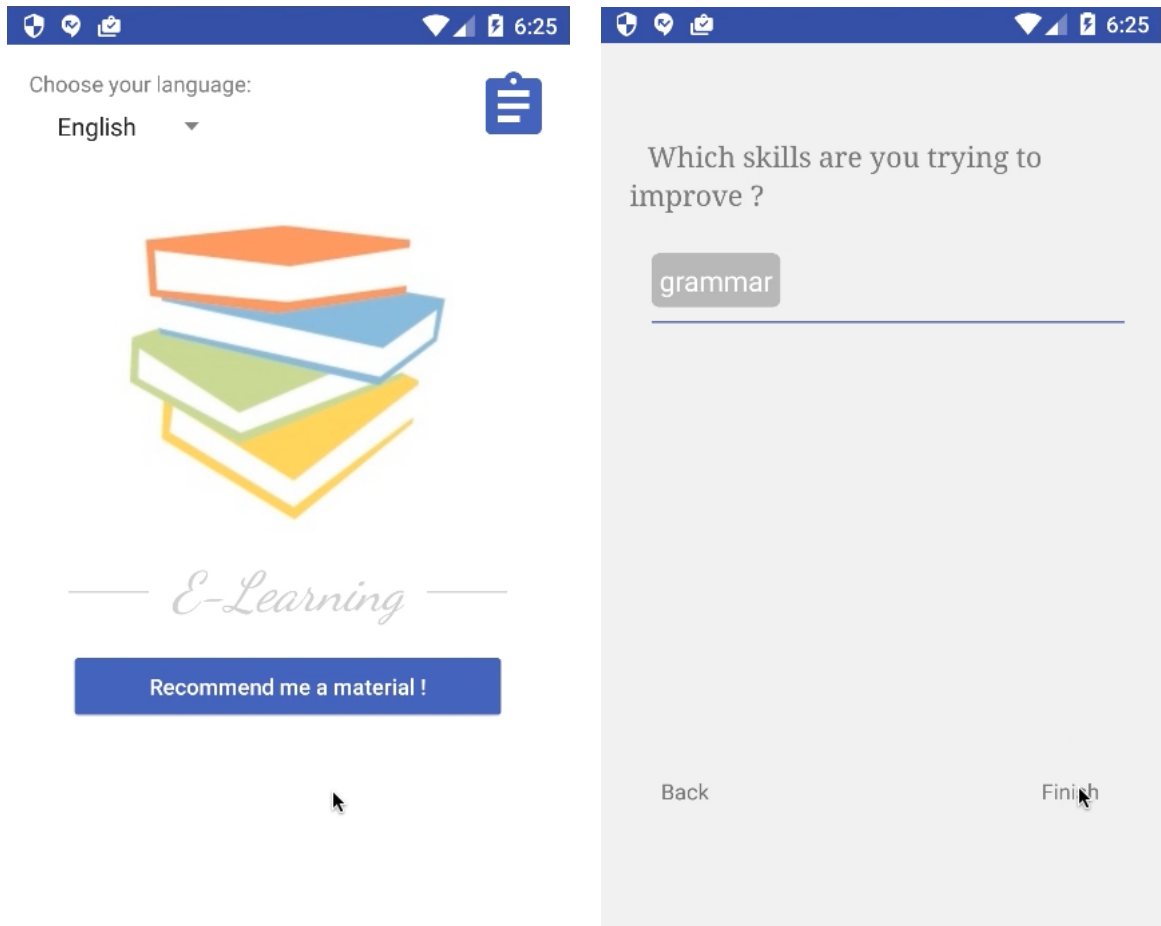 6:25
Choose your language:
English
E-Learning
Recommend me a material !
6:25
Which skills are you trying to
improve ?
grammar
Back
Finish